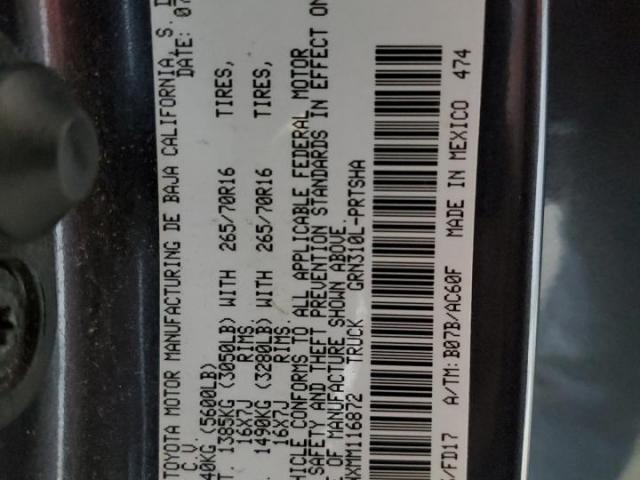 TOYOTA MOTOR MANUFACTURING DE BAJA CALIFORNIA, S. D
C.V. DATE: 07
40KG (5600LB)
T. 1385KG (3050LB) WITH 265/70R16 TIRES,
16X7J RIMS,
1490KG (3280LB) WITH 265/70R16 TIRES,
16X7J RIMS.
HICLE CONFORMS TO ALL APPLICABLE FEDERAL MOTOR
SAFETY AND THEFT PREVENTION STANDARDS IN EFFECT ON
OF MANUFACTURE SHOWN ABOVE.
XMM116872 TRUCK GRN310L-PRTSHA
/FD17 A/TM: B07B/AC60F MADE IN MEXICO 474